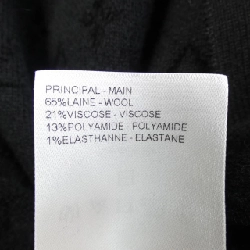 PRINCIPAL - MAIN
65%LAINE - WOOL
21%VISCOSE - VISCOSE
13%POLYAMIDE - POLYAMIDE
1%ELASTHANNE - ELASTANE